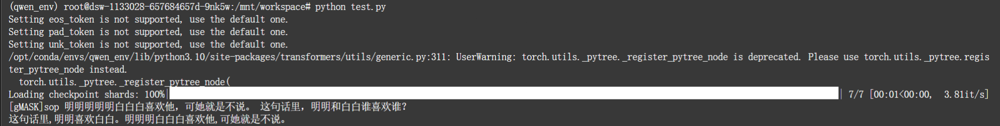 (qwen_env) root@dsw-1133028-657684657d-9nk5w:/mnt/workspace# python test.py
Setting eos_token is not supported, use the default one.
Setting pad_token is not supported, use the default one.
Setting unk_token is not supported, use the default one.
/opt/conda/envs/qwen_env/lib/python3.10/site-packages/transformers/utils/generic.py:311: UserWarning: torch.utils._pytree._register_pytree_node is deprecated. Please use torch.utils._pytree.regis
ter_pytree_node instead.
  torch.utils._pytree._register_pytree_node(
Loading checkpoint shards: 100%| | 7/7 [00:01<00:00, 3.81it/s]
[gMASK]sop 明明明明明白白白喜欢他，可她就是不说。 这句话里，明明和白白谁喜欢谁？
这句话里,明明喜欢白白。明明明白白白喜欢他,可她就是不说。